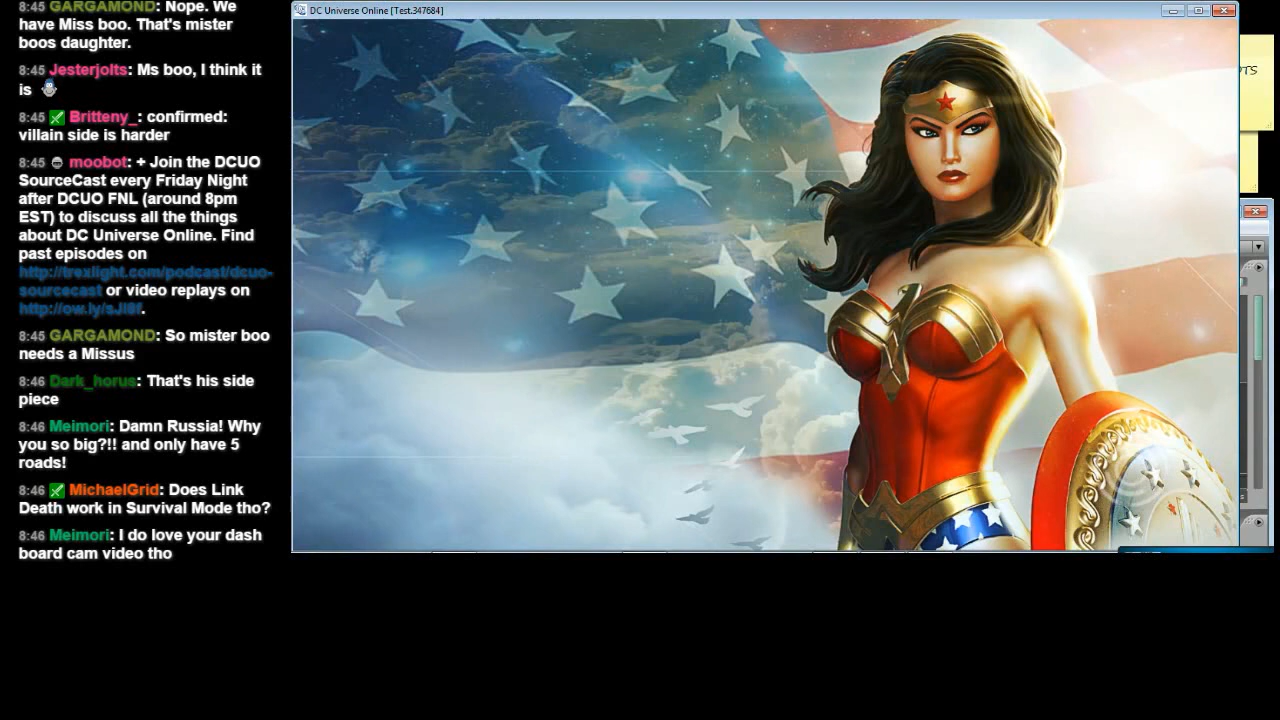 8:45 GARGAMOND: Nope. We
have Miss boo. That's mister
boos daughter.
8:45 Jesterjolts: Ms boo, I think it
is
8:45 Britteny_: confirmed:
villain side is harder
8:45 moobot: + Join the DCUO
SourceCast every Friday Night
after DCUO FNL (around 8pm
EST) to discuss all the things
about DC Universe Online. Find
past episodes on
http://trexlight.com/podcast/dcuo-
sourcecast or video replays on
8:45 GARGAMOND: So mister boo
needs a Missus
8:46 Dark_horus: That's his side
piece
8:46 Meimori: Damn Russia! Why
you so big?!! and only have 5
roads!
8:46 MichaelGrid: Does Link
Death work in Survival Mode tho?
8:46 Meimori: I do love your dash
board cam video tho
DC Universe Online [Test.347684]